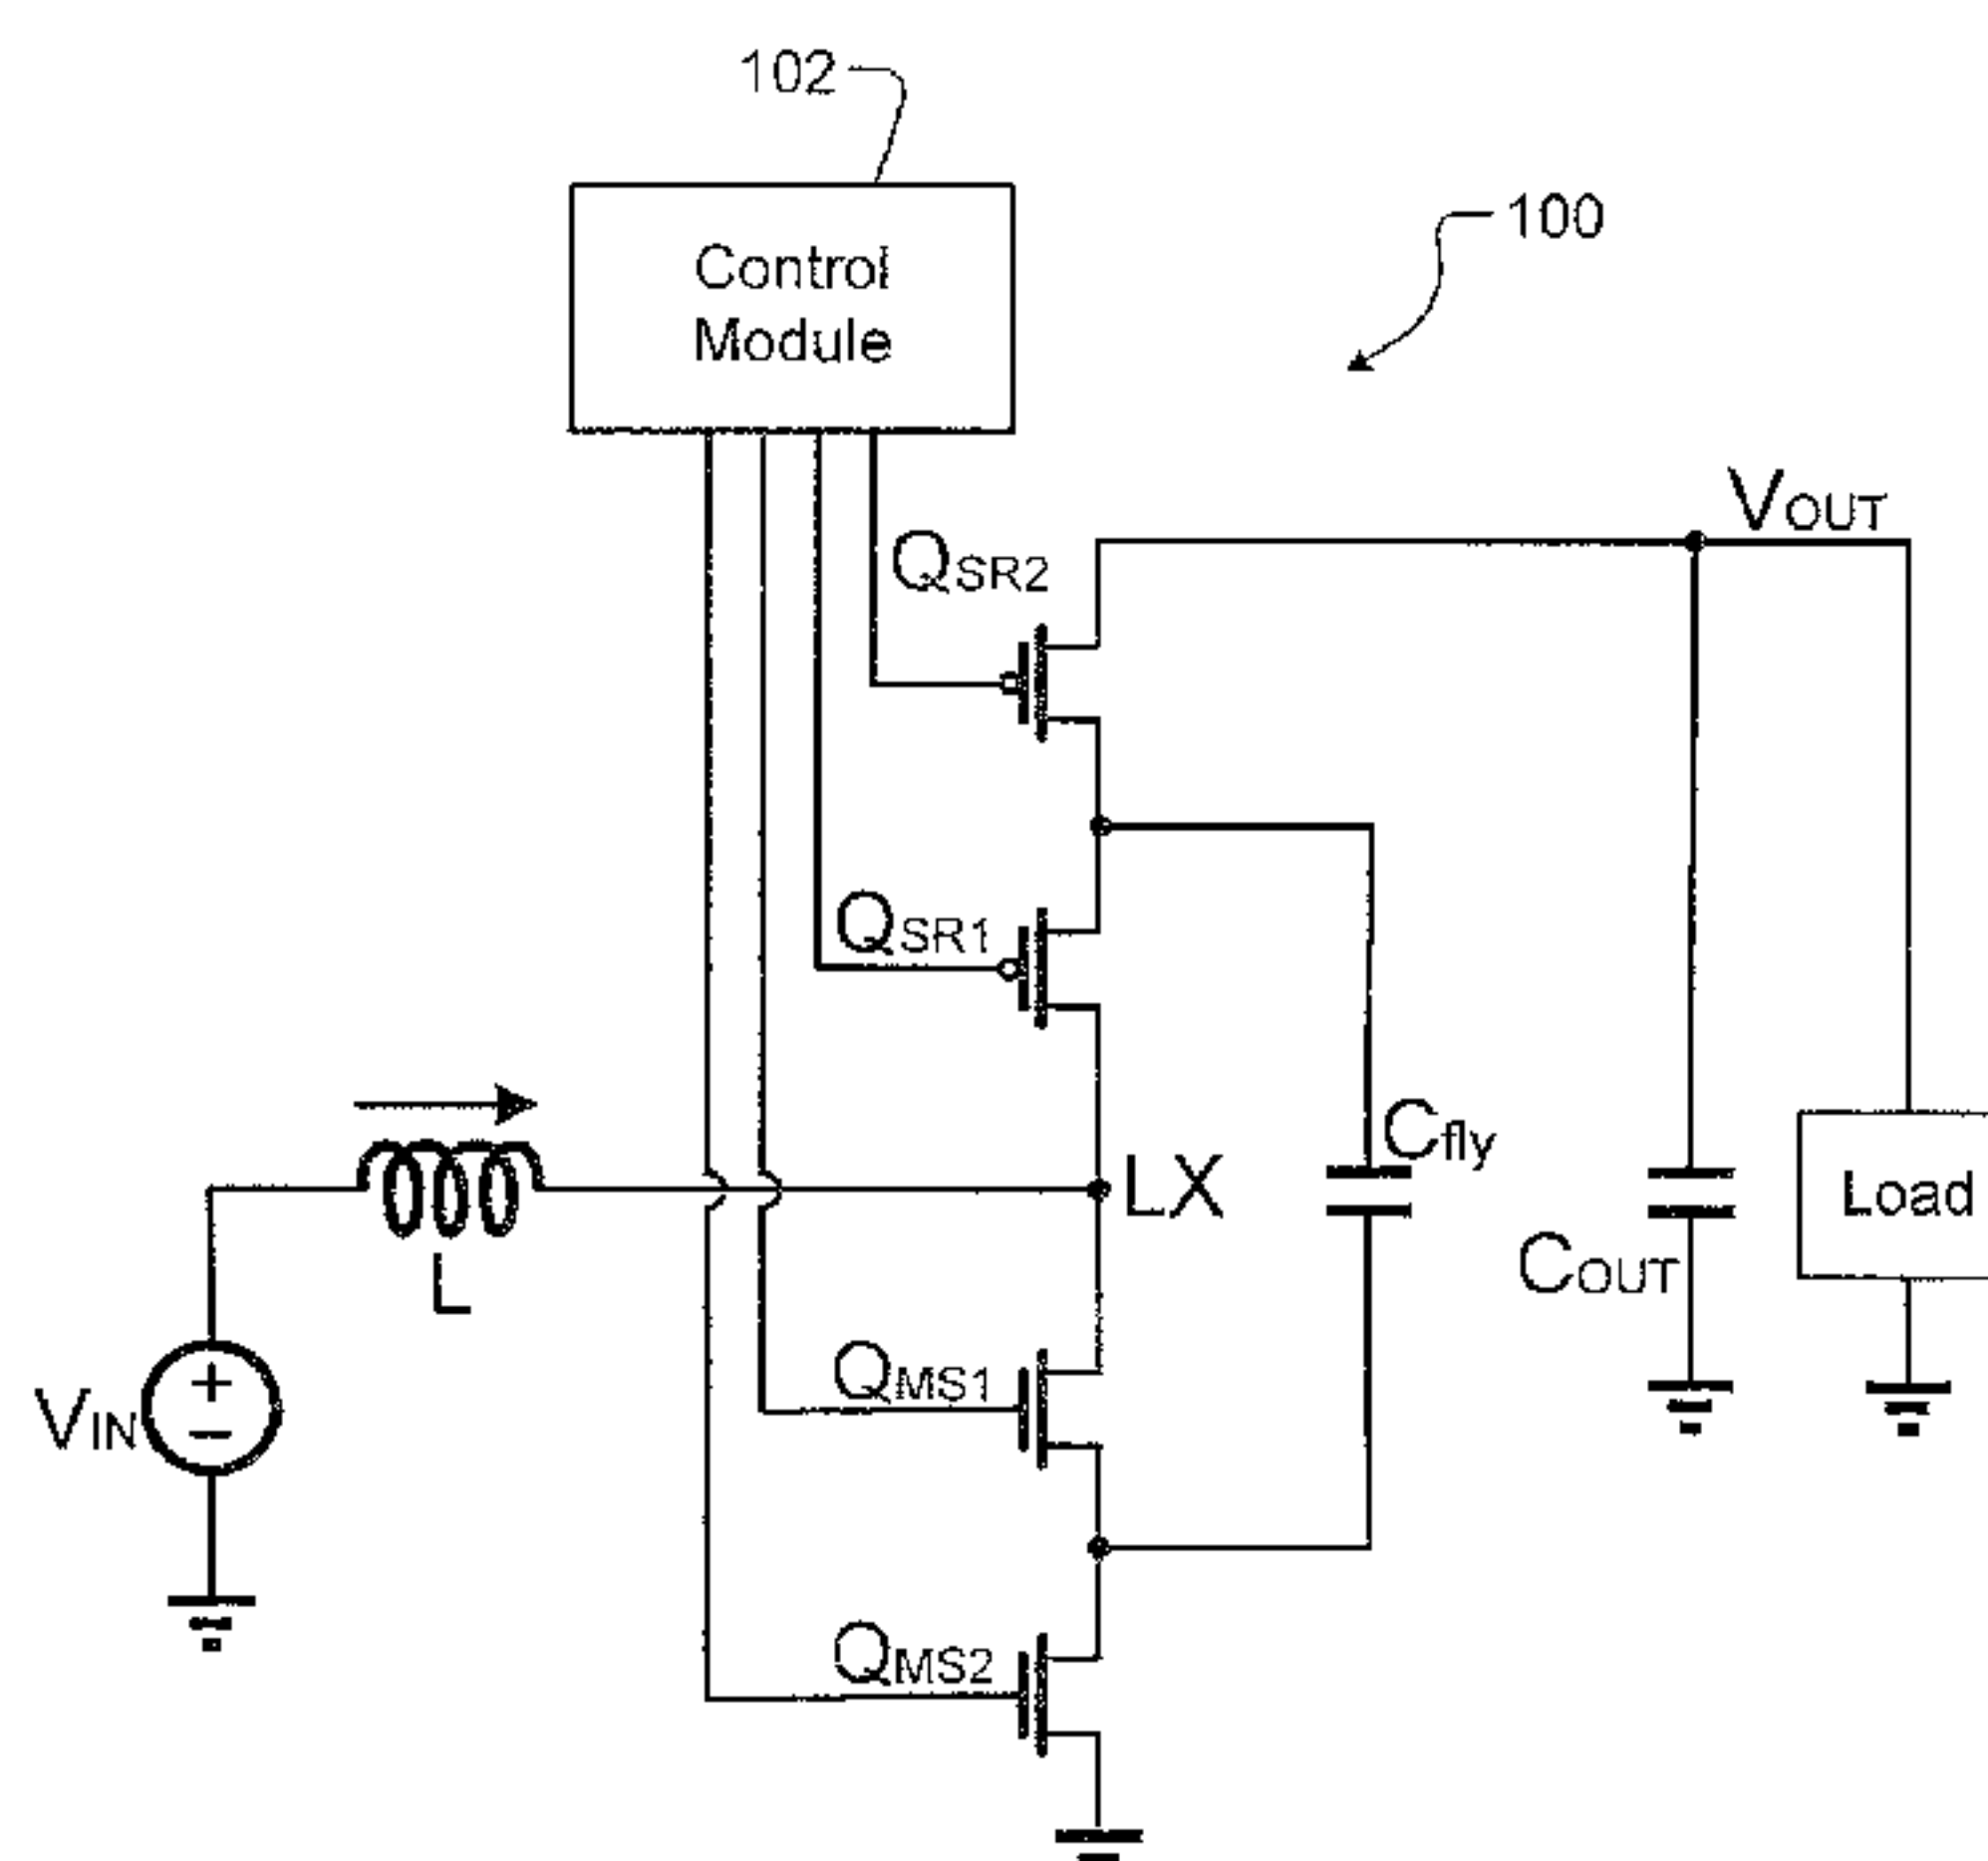 102
100
Control
Module
VOUT
QSR2
QSR1
Cfly
LX
Load
COUT
L
QMS1
VIN
+
−
QMS2